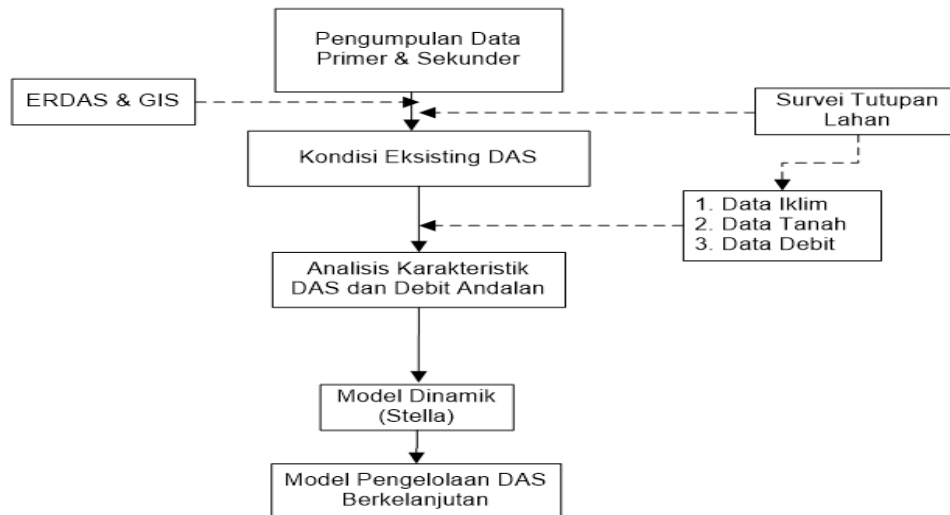 Pengumpulan Data
Primer & Sekunder
ERDAS & GIS
Survei Tutupan
Lahan
Kondisi Eksisting DAS
1. Data Iklim
2. Data Tanah
3. Data Debit
Analisis Karakteristik
DAS dan Debit Andalan
Model Dinamik
(Stella)
Model Pengelolaan DAS
Berkelanjutan